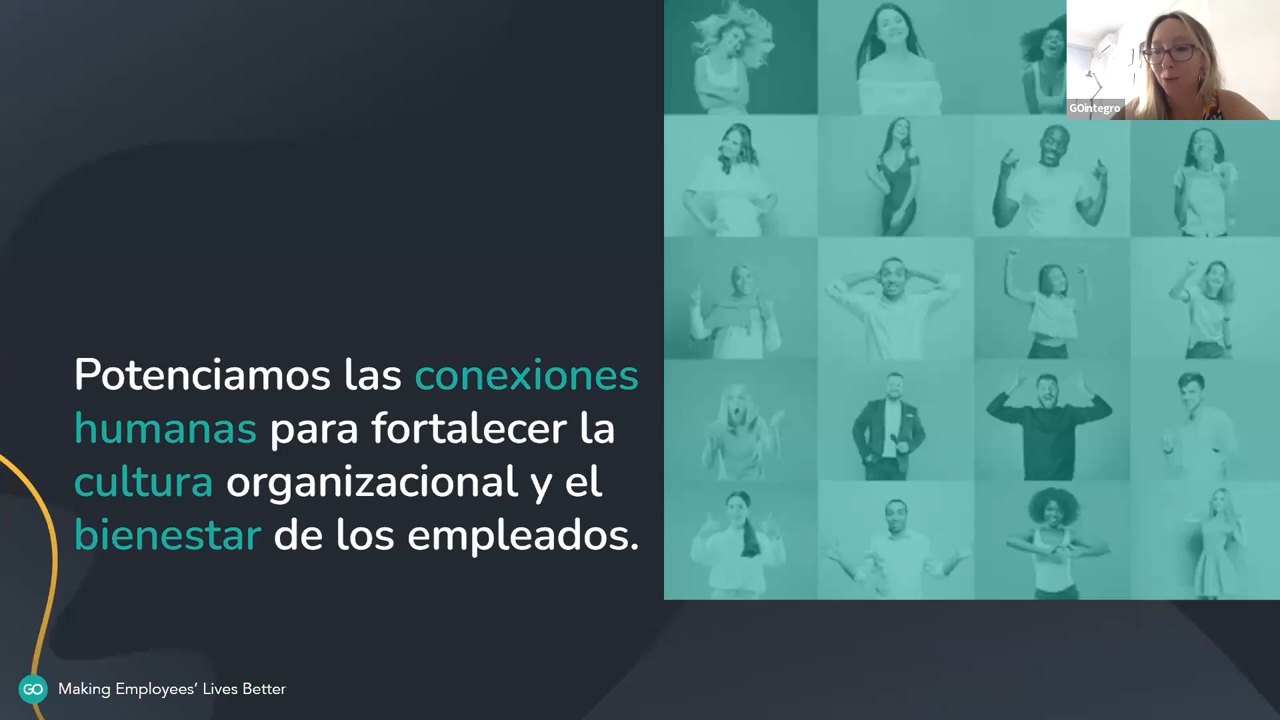 GOintegro
Potenciamos las conexiones
humanas para fortalecer la
cultura organizacional y el
bienestar de los empleados.
GO Making Employees' Lives Better